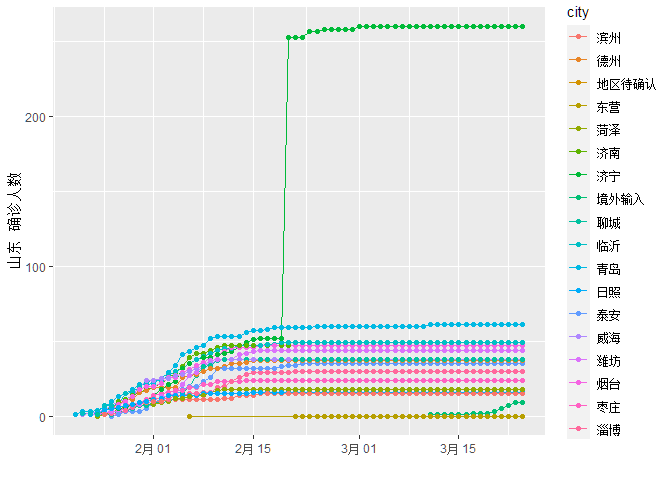 city
滨州
德州
地区待确认
东营
菏泽
济南
济宁
境外输入
聊城
临沂
青岛
日照
泰安
威海
潍坊
烟台
枣庄
淄博
山东 确诊人数
200
100
0
2月 01
2月 15
3月 01
3月 15